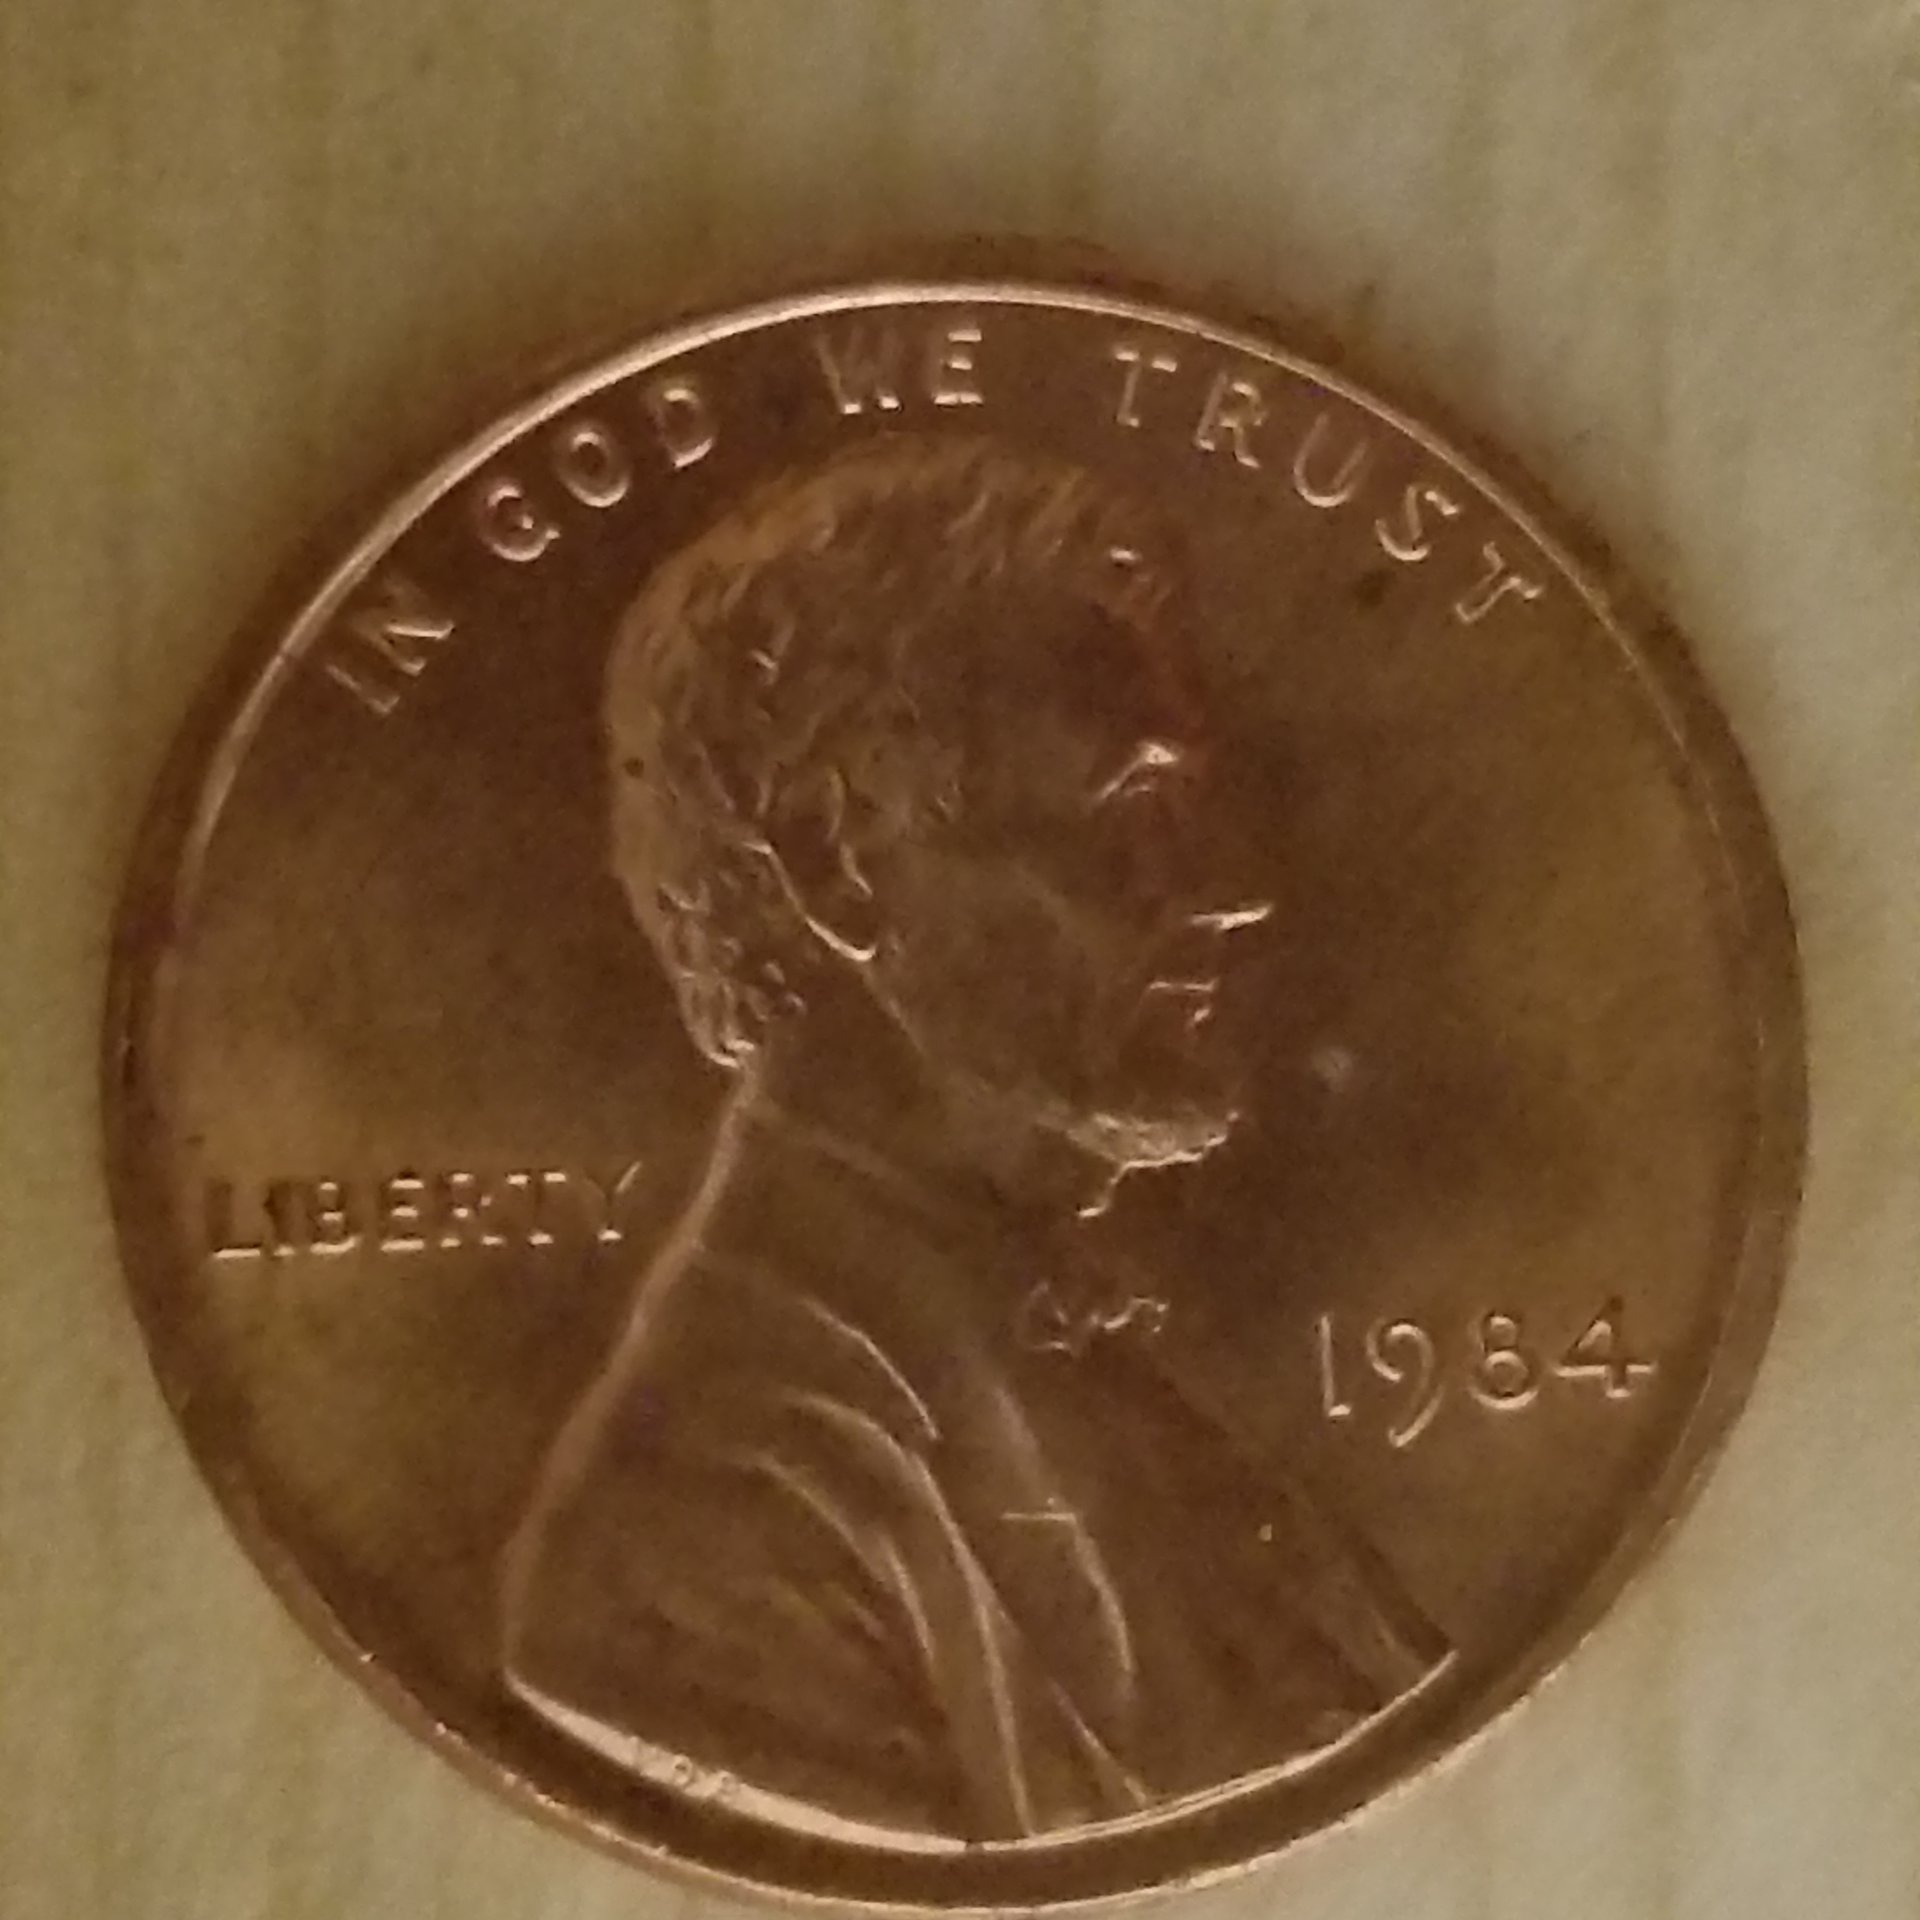 IN GOD WE TRUST
LIBERTY
1984